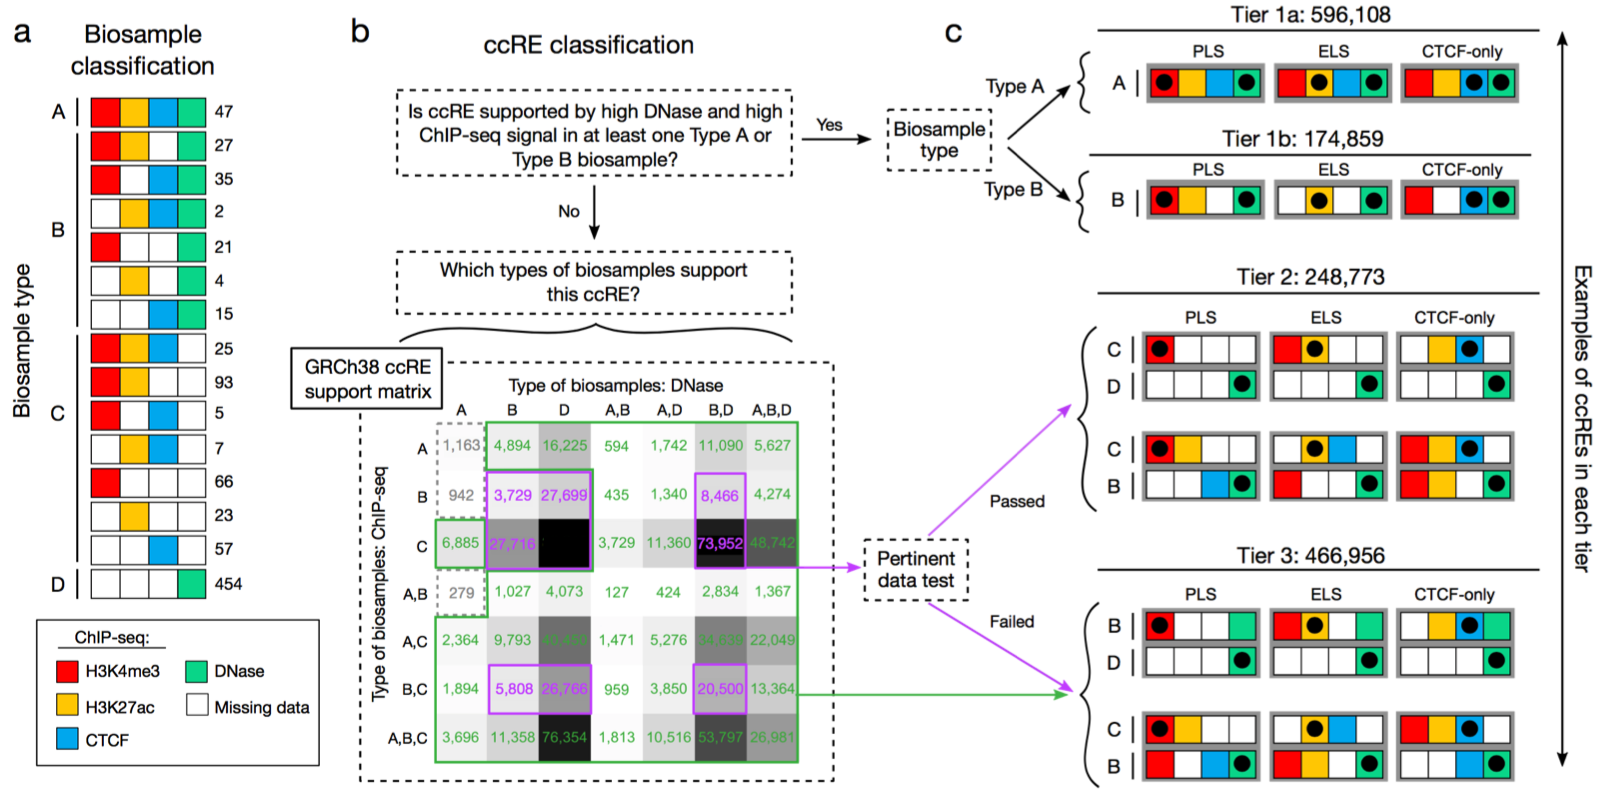 a
Biosample
classification
Biosample type
A
47
B
27
35
2
21
4
15
C
25
93
5
7
66
23
57
D
454
ChIP-seq:
H3K4me3
DNase
H3K27ac
Missing data
CTCF
b
ccRE classification
Is ccRE supported by high DNase and high
ChIP-seq signal in at least one Type A or
Type B biosample?
Yes
No
Biosample
type
Type A
Type B
Which types of biosamples support
this ccRE?
GRCh38 ccRE
support matrix
Type of biosamples: DNase
Type of biosamples: ChIP-seq
A B D A,B A,D B,D A,B,D
A 1,163 4,894 16,225 594 1,742 11,090 5,627
B 942 3,729 27,699 435 1,340 8,466 4,274
C 6,885 27,716 3,729 11,360 73,952 48,742
A,B 279 1,027 4,073 127 424 2,834 1,367
A,C 2,364 9,793 1,471 5,276 22,049
B,C 1,894 5,808 26,766 959 3,850 20,500 13,364
A,B,C 3,696 11,358 76,354 1,813 10,516 53,797 26,981
Pertinent
data test
Passed
Failed
c
Tier 1a: 596,108
PLS ELS CTCF-only
A
Tier 1b: 174,859
PLS ELS CTCF-only
B
Tier 2: 248,773
PLS ELS CTCF-only
C
D
C
B
Tier 3: 466,956
PLS ELS CTCF-only
B
D
C
B
Examples of ccREs in each tier